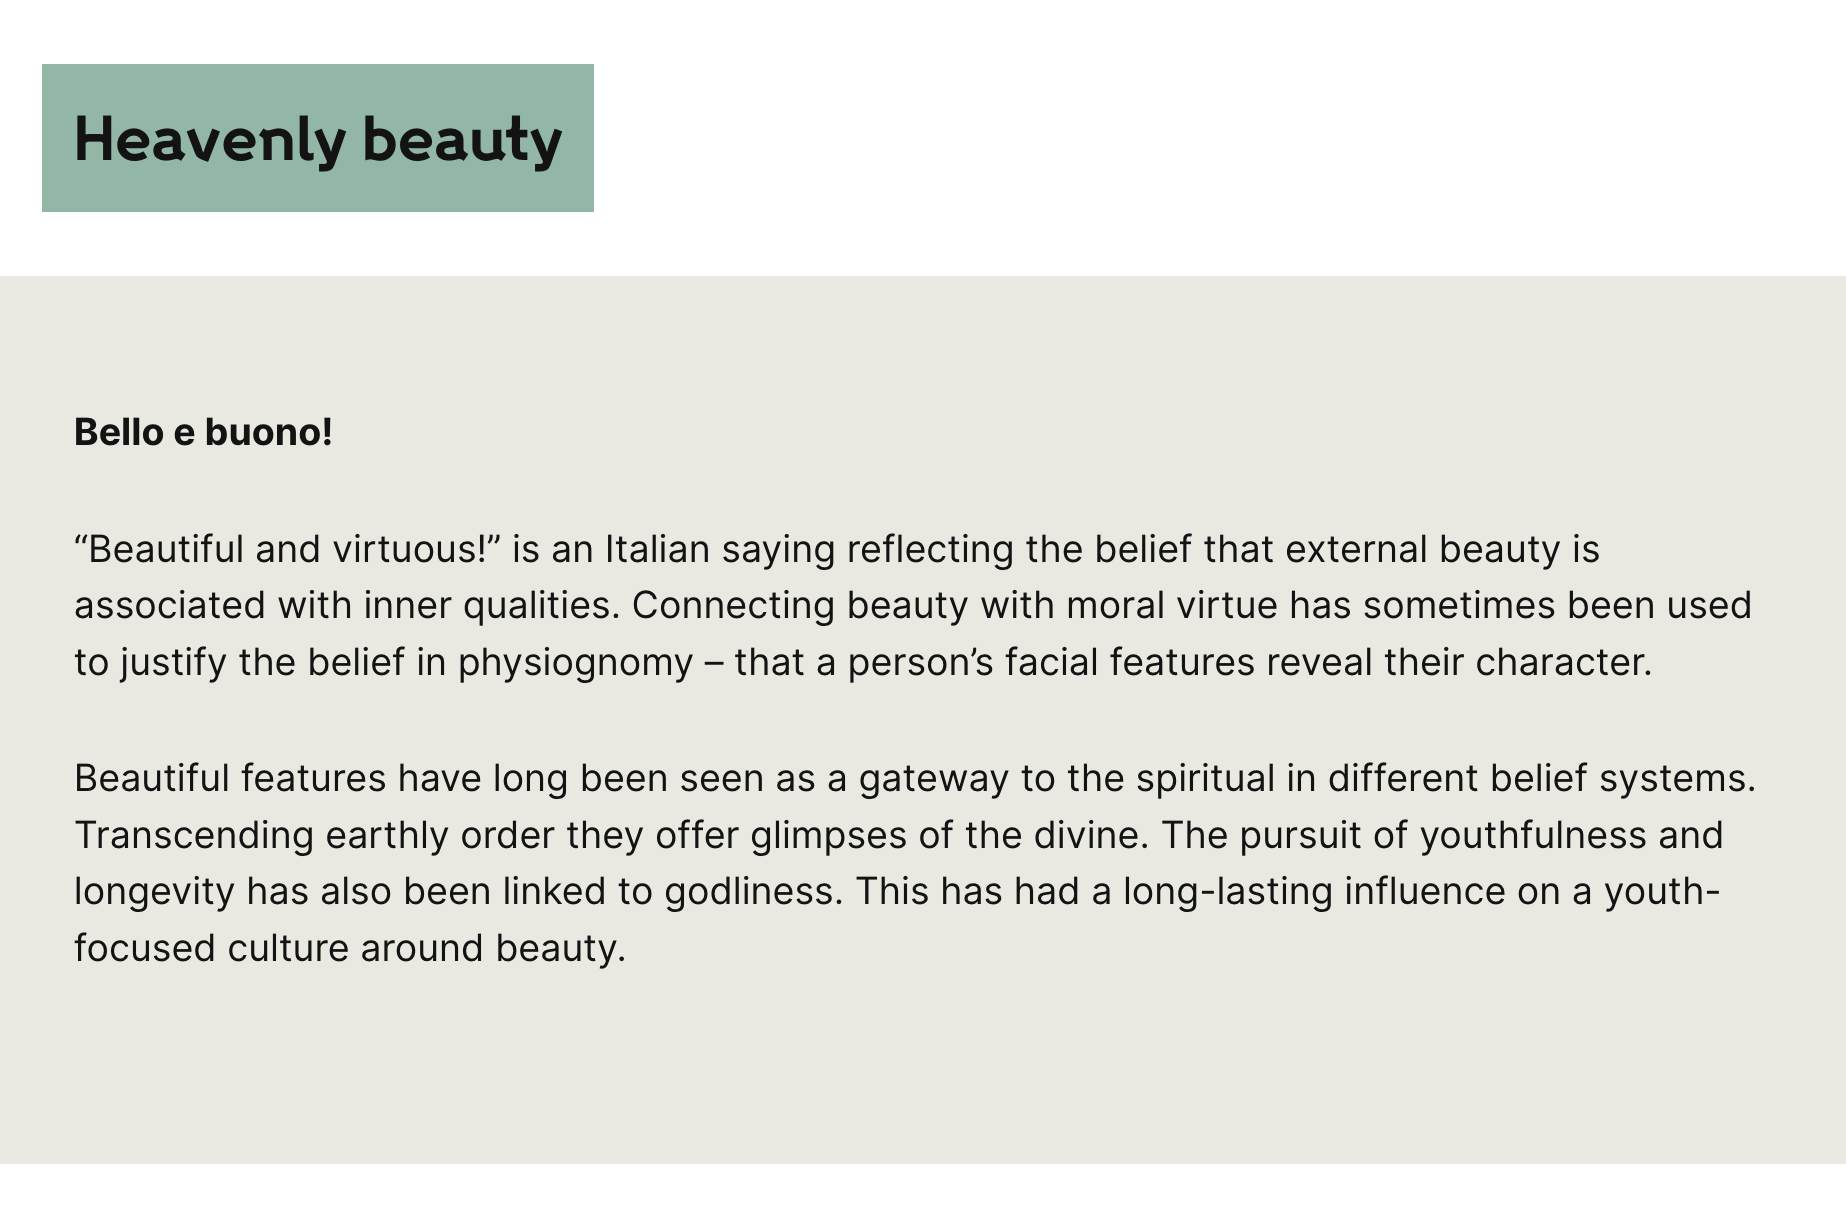 Heavenly beauty
Bello e buono!
“Beautiful and virtuous!” is an Italian saying reflecting the belief that external beauty is
associated with inner qualities. Connecting beauty with moral virtue has sometimes been used
to justify the belief in physiognomy – that a person’s facial features reveal their character.
Beautiful features have long been seen as a gateway to the spiritual in different belief systems.
Transcending earthly order they offer glimpses of the divine. The pursuit of youthfulness and
longevity has also been linked to godliness. This has had a long-lasting influence on a youth-
focused culture around beauty.